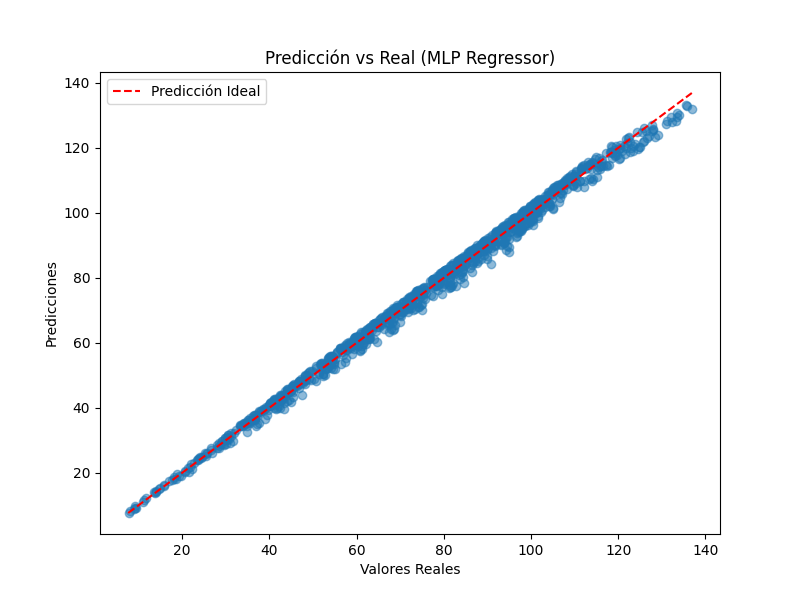 Predicción vs Real (MLP Regressor)
Predicción Ideal
140
120
100
80
60
40
20
Predicciones
20 40 60 80 100 120 140
Valores Reales